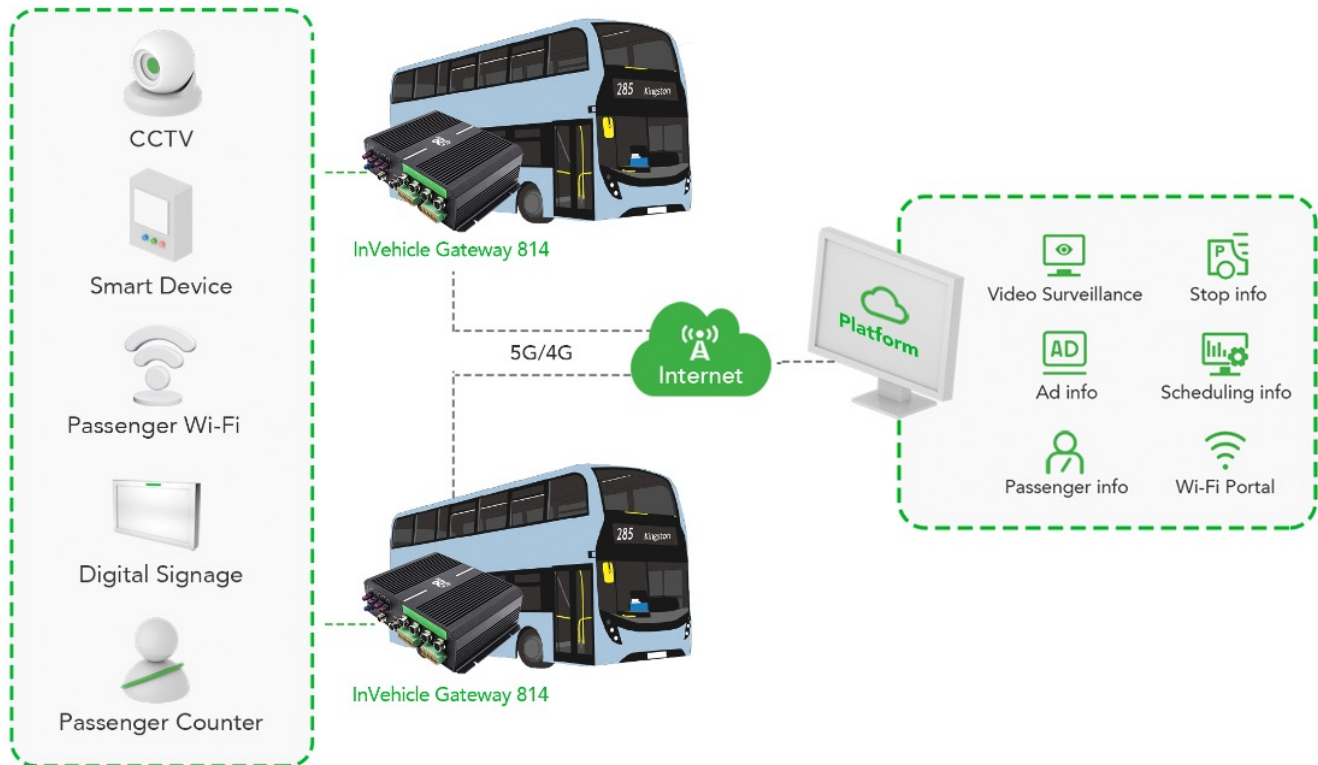 CCTV
Smart Device
Passenger Wi-Fi
Digital Signage
Passenger Counter
285 Kingston
InVehicle Gateway 814
5G/4G
285 Kingston
InVehicle Gateway 814
Internet
Platform
Video Surveillance
P
Stop info
AD
Ad info
Scheduling info
Passenger info
Wi-Fi Portal